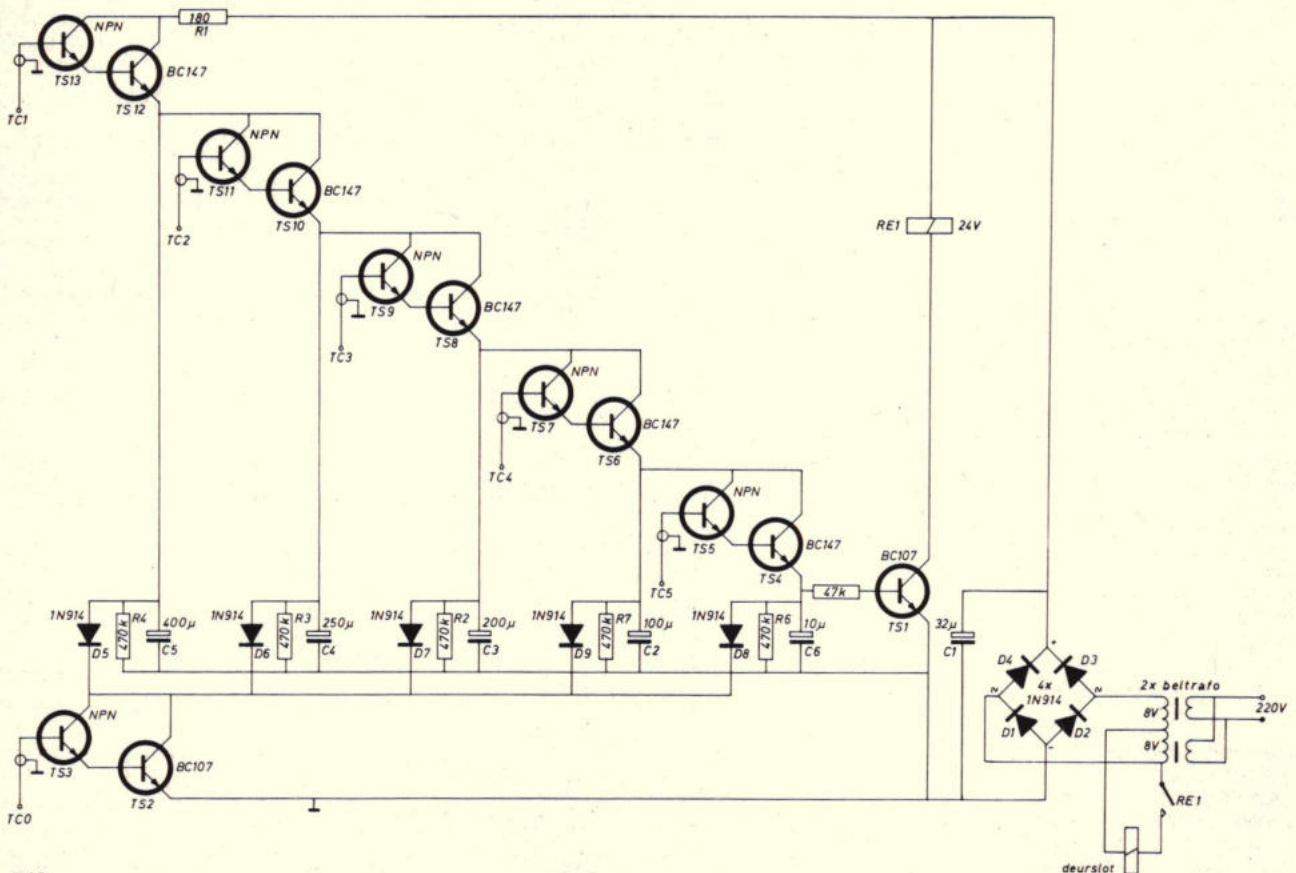 180
R1
NPN
TS13
BC147
TS12
TC1
NPN
TS11
BC147
TS10
TC2
NPN
TS9
BC147
TS8
TC3
RE1
24V
NPN
TS7
BC147
TS6
TC4
NPN
TS5
BC147
TS4
TC5
47k
BC107
TS1
1N914
D5
R4
470k
400µ
C5
1N914
D6
R3
470k
250µ
C4
1N914
D7
R2
470k
200µ
C3
1N914
D9
R7
470k
100µ
C2
1N914
D8
R6
470k
10µ
C6
32µ
C1
+
D4
D3
~
~
4x
1N914
D1
D2
-
2x beltrafo
8V
8V
220V
NPN
TS3
BC107
TS2
TC0
RE1
deurslot